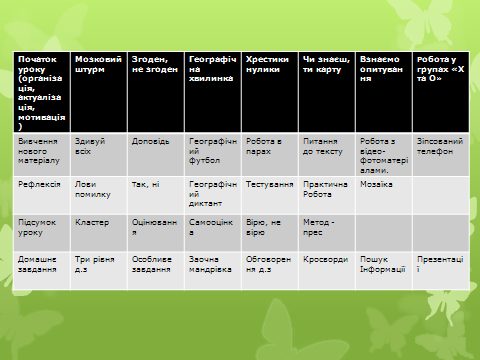 Початок уроку (організація, актуалізація, мотивація)
Мозковий штурм
Згоден, не згоден
Географічна хвилинка
Хрестики нулики
Чи знаєш, ти карту
Взнаємо опитування
Робота у групах «Х та О»
Вивчення нового матеріалу
Здивуй всіх
Доповідь
Географічний футбол
Робота в парах
Питання до тексту
Робота з відео-фотоматеріалами.
Зіпсований телефон
Рефлексія
Лови помилку
Так, ні
Географічний диктант
Тестування
Практична Робота
Мозаїка
Підсумок уроку
Кластер
Оцінювання
Самооцінка
Вірю, не вірю
Метод - прес
Домашнє завдання
Три рівня д.з
Особливе завдання
Заочна мандрівка
Обговорення д.з
Кросворди
Пошук Інформації
Презентації